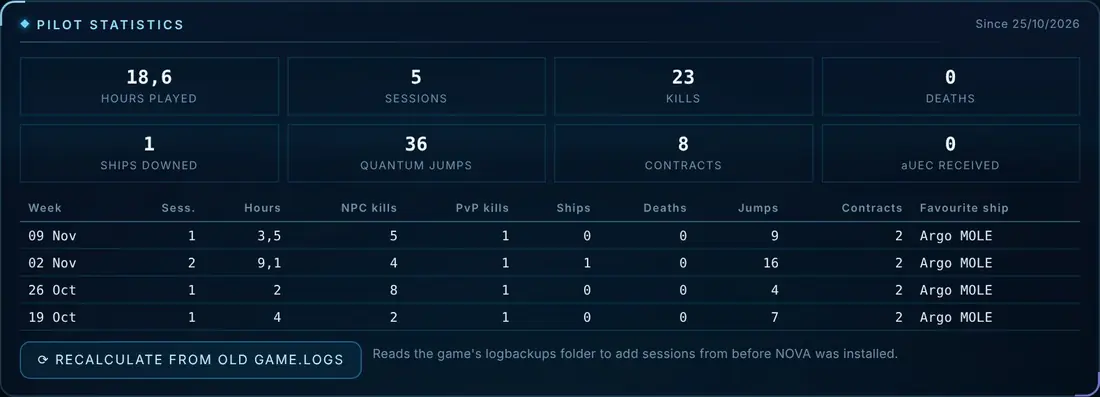 PILOT STATISTICS
Since 25/10/2026
18,6
HOURS PLAYED
5
SESSIONS
23
KILLS
0
DEATHS
1
SHIPS DOWNED
36
QUANTUM JUMPS
8
CONTRACTS
0
aUEC RECEIVED
Week Sess. Hours NPC kills PvP kills Ships Deaths Jumps Contracts Favourite ship
09 Nov 1 3,5 5 1 0 0 9 2 Argo MOLE
02 Nov 2 9,1 4 1 1 0 16 2 Argo MOLE
26 Oct 1 2 8 1 0 0 4 2 Argo MOLE
19 Oct 1 4 2 1 0 0 7 2 Argo MOLE
⟳ RECALCULATE FROM OLD GAME.LOGS
Reads the game's logbackups folder to add sessions from before NOVA was installed.